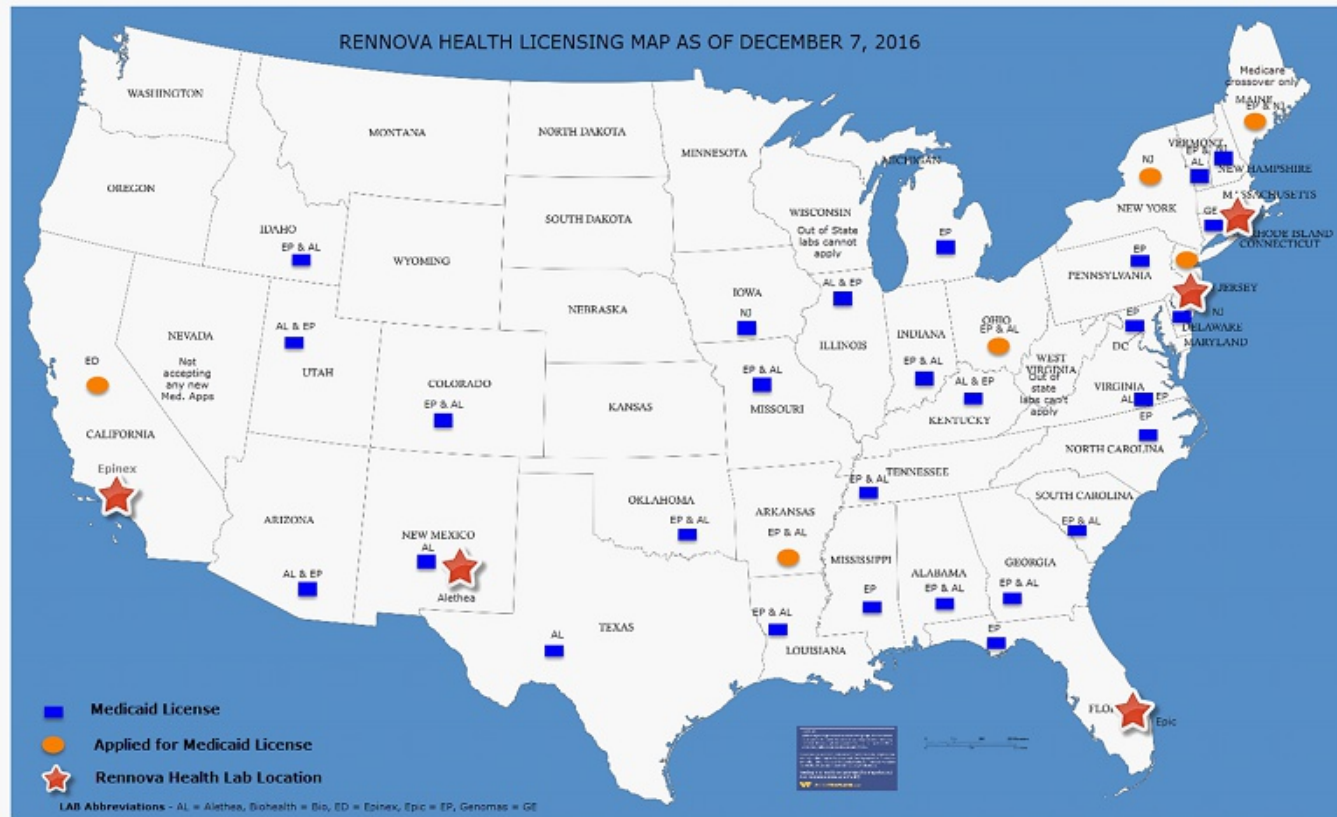 RENNOVA HEALTH LICENSING MAP AS OF DECEMBER 7, 2016
WASHINGTON
MONTANA
NORTH DAKOTA
MINNESOTA
MICHIGAN
Medicare
crossover only
MAINE
EP & NJ
OREGON
IDAHO
EP & AL
WYOMING
SOUTH DAKOTA
WISCONSIN
Out of State
labs cannot
apply
EP
VERMONT
AL
NEW HAMPSHIRE
NJ
NEW YORK
GE
RHODE ISLAND
CONNECTICUT
NEVADA
Not
accepting
any new
Med. Apps
AL & EP
UTAH
NEBRASKA
IOWA
NJ
AL & EP
ILLINOIS
INDIANA
EP & AL
OHIO
EP & AL
EP
PENNSYLVANIA
JERSEY
NJ
DELAWARE
MARYLAND
EP
DC
ED
CALIFORNIA
Epinex
COLORADO
EP & AL
KANSAS
EP & AL
MISSOURI
AL & EP
KENTUCKY
WEST
VIRGINIA
Out of
state
labs can't
apply
VIRGINIA
AL
EP
EP
NORTH CAROLINA
ARIZONA
AL & EP
NEW MEXICO
AL
Alethea
OKLAHOMA
EP & AL
ARKANSAS
EP & AL
TENNESSEE
EP & AL
SOUTH CAROLINA
EP & AL
TEXAS
AL
EP & AL
LOUISIANA
MISSISSIPPI
EP
ALABAMA
EP & AL
GEORGIA
EP & AL
EP
Epic
Medicaid License
Applied for Medicaid License
Rennova Health Lab Location
LAB Abbreviations - AL = Alethea, Biohealth = Bio, ED = Epinex, Epic = EP, Genomas = GE